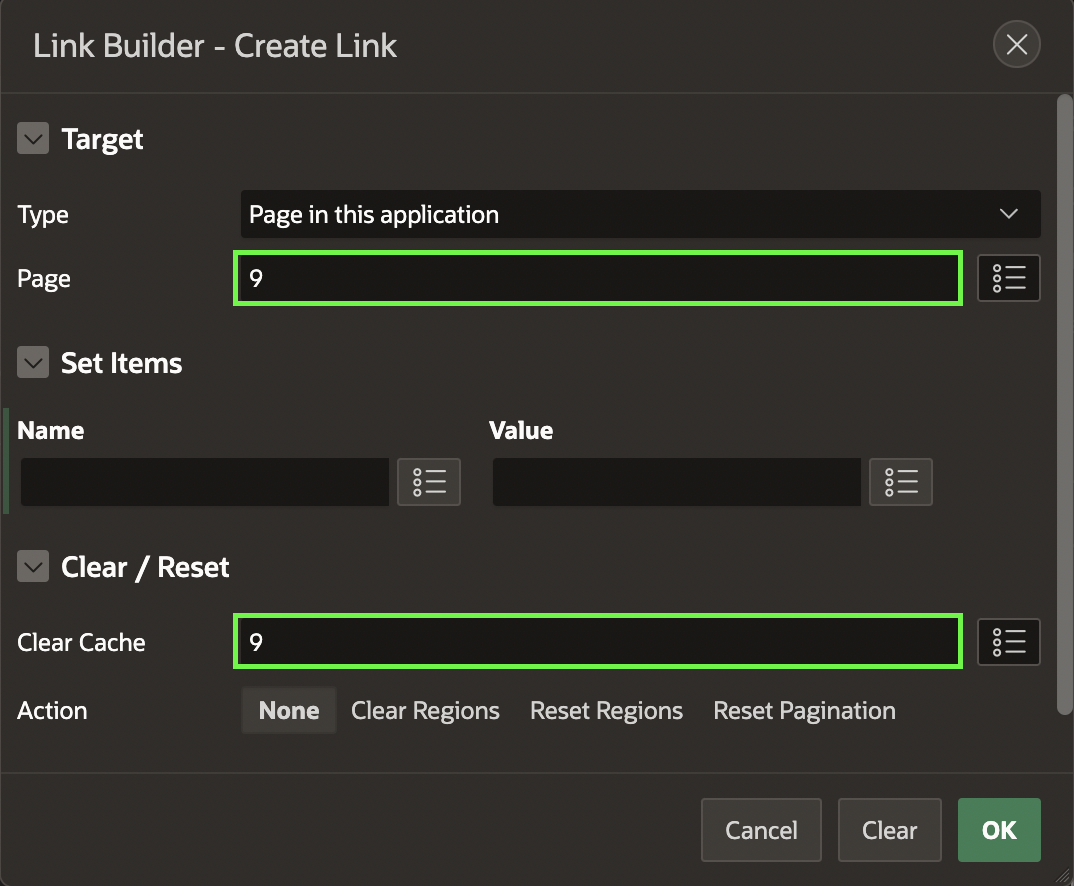 Link Builder - Create Link
Target
Type Page in this application
Page 9
Set Items
Name Value
Clear / Reset
Clear Cache 9
Action None Clear Regions Reset Regions Reset Pagination
Cancel Clear OK